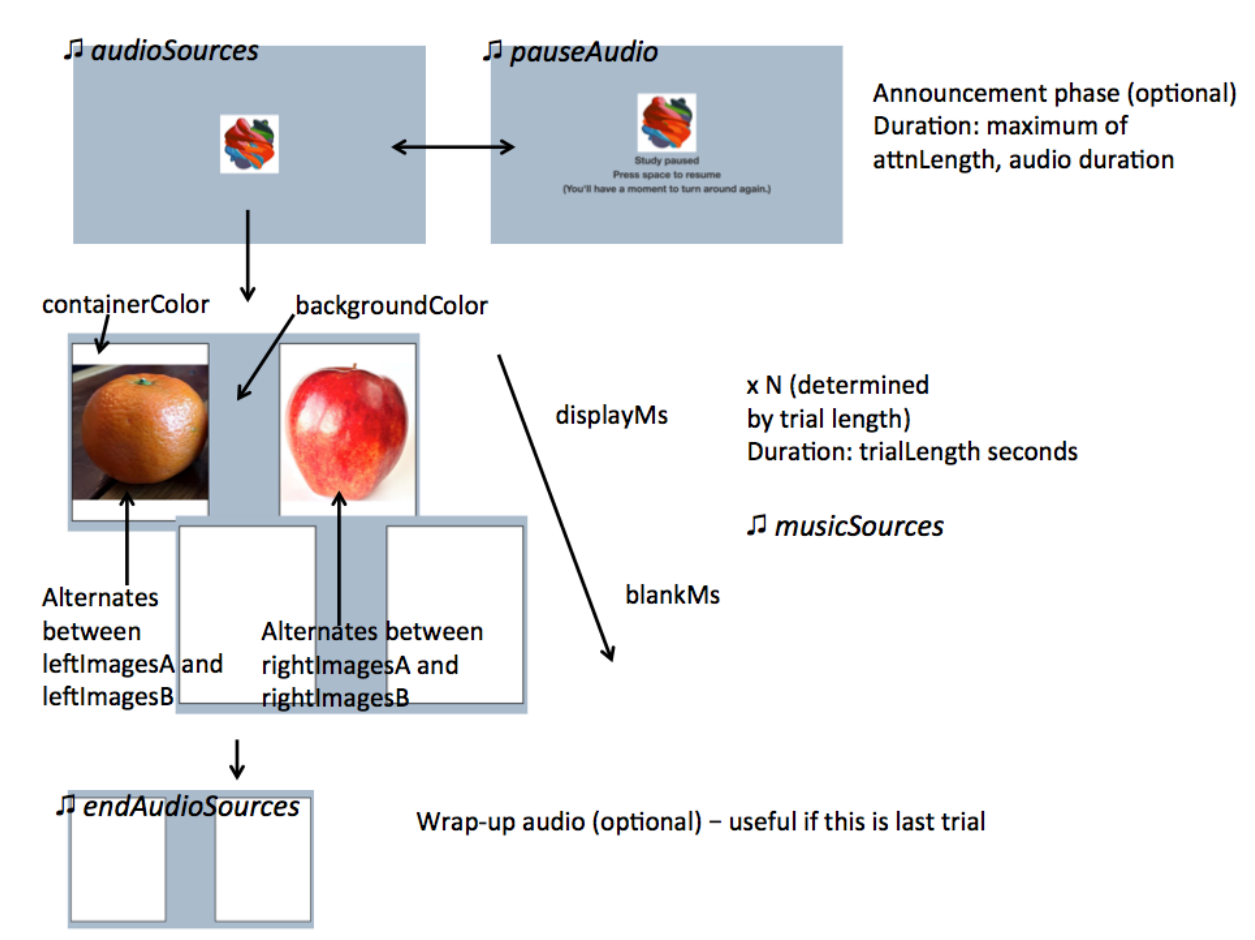 ♫ audioSources
♫ pauseAudio
Study paused
Press space to resume
(You'll have a moment to turn around again.)
Announcement phase (optional)
Duration: maximum of
attnLength, audio duration
containerColor
backgroundColor
displayMs
x N (determined
by trial length)
Duration: trialLength seconds
♫ musicSources
blankMs
Alternates
between
leftImagesA and
leftImagesB
Alternates between
rightImagesA and
rightImagesB
♫ endAudioSources
Wrap-up audio (optional) – useful if this is last trial